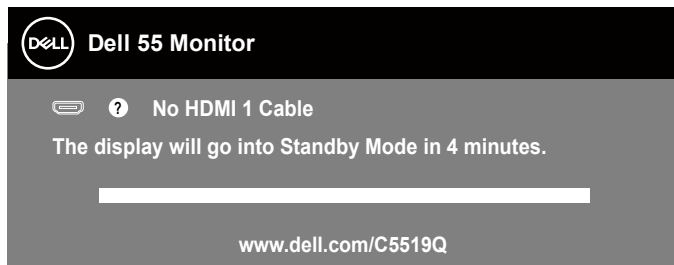 DELL Dell 55 Monitor
? No HDMI 1 Cable
The display will go into Standby Mode in 4 minutes.
www.dell.com/C5519Q